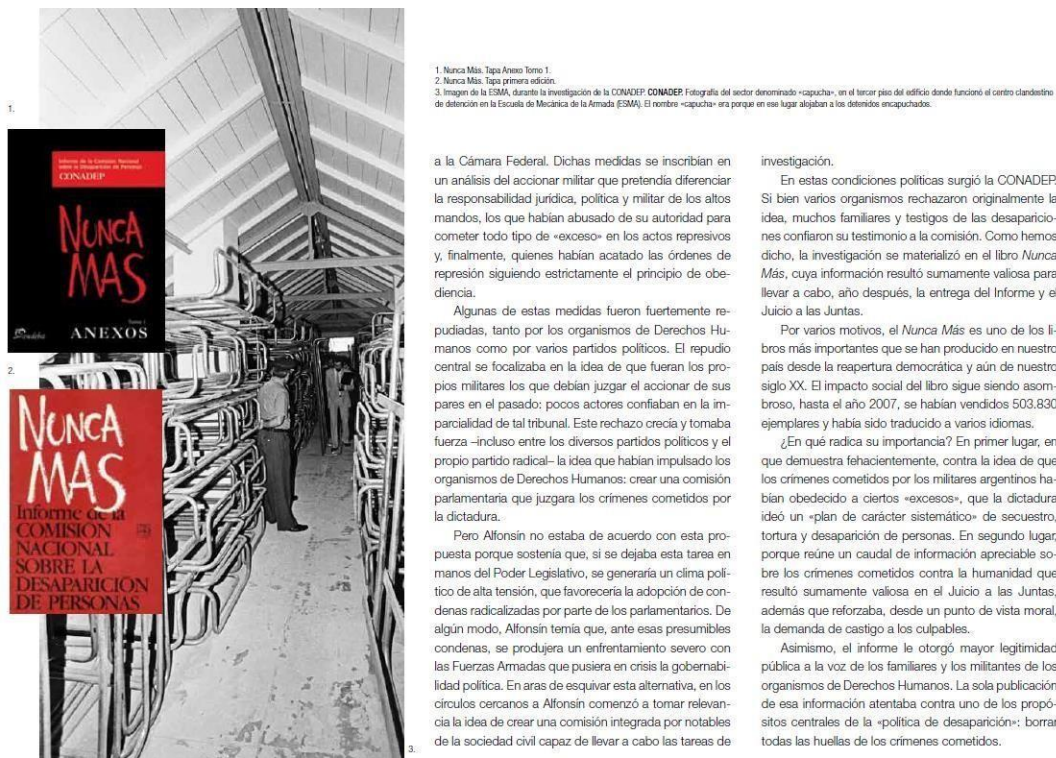 1. Nunca Más. Tapa Anexo Tomo 1.
2. Nunca Más. Tapa primera edición.
3. Imagen de la ESMA, durante la investigación de la CONADEP. CONADEP. Fotografía del sector denominado «capucha», en el tercer piso del edificio donde funcionó el centro clandestino
de detención en la Escuela de Mecánica de la Armada (ESMA). El nombre «capucha» era porque en ese lugar alojaban a los detenidos encapuchados.
1.
Informe de la Comisión Nacional
sobre la Desaparición de Personas
CONADEP
NUNCA
MAS
Tomo 1
Eudeba
ANEXOS
2.
NUNCA
MAS
Informe de la
COMISIÓN
NACIONAL
SOBRE LA
DESAPARICIÓN
DE PERSONAS
3.
a la Cámara Federal. Dichas medidas se inscribían en
un análisis del accionar militar que pretendía diferenciar
la responsabilidad jurídica, política y militar de los altos
mandos, los que habían abusado de su autoridad para
cometer todo tipo de «exceso» en los actos represivos
y, finalmente, quienes habían acatado las órdenes de
represión siguiendo estrictamente el principio de obe-
diencia.
Algunas de estas medidas fueron fuertemente re-
pudiadas, tanto por los organismos de Derechos Hu-
manos como por varios partidos políticos. El repudio
central se focalizaba en la idea de que fueran los pro-
pios militares los que debían juzgar el accionar de sus
pares en el pasado: pocos actores confiaban en la im-
parcialidad de tal tribunal. Este rechazo crecía y tomaba
fuerza –incluso entre los diversos partidos políticos y el
propio partido radical– la idea que habían impulsado los
organismos de Derechos Humanos: crear una comisión
parlamentaria que juzgara los crímenes cometidos por
la dictadura.
Pero Alfonsín no estaba de acuerdo con esta pro-
puesta porque sostenía que, si se dejaba esta tarea en
manos del Poder Legislativo, se generaría un clima polí-
tico de alta tensión, que favorecería la adopción de con-
denas radicalizadas por parte de los parlamentarios. De
algún modo, Alfonsín temía que, ante esas presumibles
condenas, se produjera un enfrentamiento severo con
las Fuerzas Armadas que pusiera en crisis la gobernabi-
lidad política. En aras de esquivar esta alternativa, en los
círculos cercanos a Alfonsín comenzó a tomar relevan-
cia la idea de crear una comisión integrada por notables
de la sociedad civil capaz de llevar a cabo las tareas de
investigación.
En estas condiciones políticas surgió la CONADEP.
Si bien varios organismos rechazaron originalmente la
idea, muchos familiares y testigos de las desaparicio-
nes confiaron su testimonio a la comisión. Como hemos
dicho, la investigación se materializó en el libro Nunca
Más, cuya información resultó sumamente valiosa para
llevar a cabo, año después, la entrega del Informe y el
Juicio a las Juntas.
Por varios motivos, el Nunca Más es uno de los li-
bros más importantes que se han producido en nuestro
país desde la reapertura democrática y aún de nuestro
siglo XX. El impacto social del libro sigue siendo asom-
broso, hasta el año 2007, se habían vendidos 503.830
ejemplares y había sido traducido a varios idiomas.
¿En qué radica su importancia? En primer lugar, en
que demuestra fehacientemente, contra la idea de que
los crímenes cometidos por los militares argentinos ha-
bían obedecido a ciertos «excesos», que la dictadura
ideó un «plan de carácter sistemático» de secuestro,
tortura y desaparición de personas. En segundo lugar,
porque reúne un caudal de información apreciable so-
bre los crímenes cometidos contra la humanidad que
resultó sumamente valiosa en el Juicio a las Juntas,
además que reforzaba, desde un punto de vista moral,
la demanda de castigo a los culpables.
Asimismo, el informe le otorgó mayor legitimidad
pública a la voz de los familiares y los militantes de los
organismos de Derechos Humanos. La sola publicación
de esa información atentaba contra uno de los propó-
sitos centrales de la «política de desaparición»: borrar
todas las huellas de los crímenes cometidos.